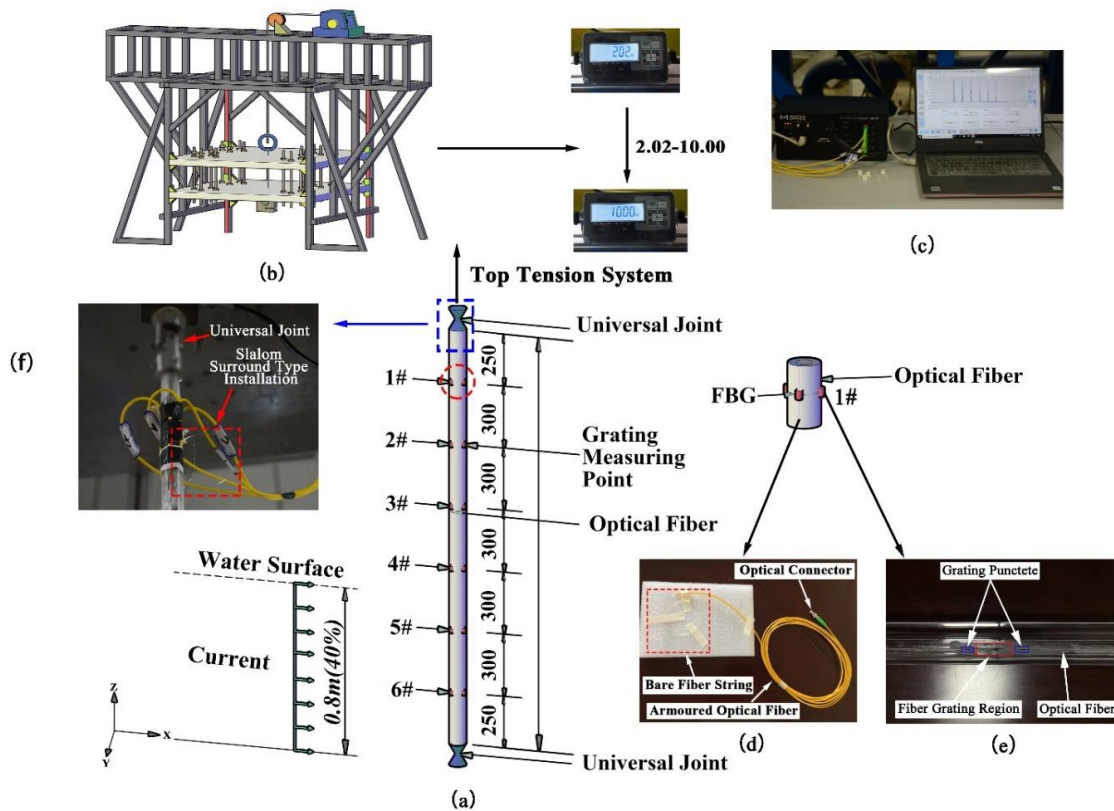 202
2.02-10.00
1000
(b)
(c)
Top Tension System
Universal Joint
(f)
Universal Joint
Slalom
Surround Type
Installation
250
1#
300
2#
Grating
Measuring
Point
300
3#
Optical Fiber
300
4#
300
5#
300
6#
250
Universal Joint
(a)
Optical Fiber
FBG
1#
Water Surface
Current
0.8m(40%)
Z
X
Y
Optical Connector
Bare Fiber String
Armoured Optical Fiber
(d)
Grating Punctete
Fiber Grating Region
Optical Fiber
(e)